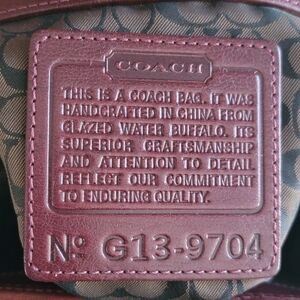 COACH
THIS IS A COACH BAG. IT WAS
HANDCRAFTED IN CHINA FROM
GLAZED WATER BUFFALO. ITS
SUPERIOR CRAFTSMANSHIP
AND ATTENTION TO DETAIL
REFLECT OUR COMMITMENT
TO ENDURING QUALITY.
Nº G13-9704